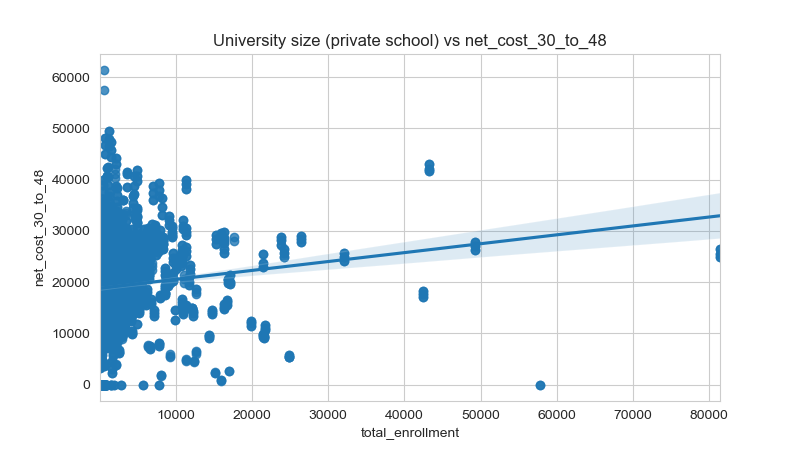 University size (private school) vs net_cost_30_to_48
60000
50000
40000
30000
20000
10000
0
net_cost_30_to_48
10000 20000 30000 40000 50000 60000 70000 80000
total_enrollment